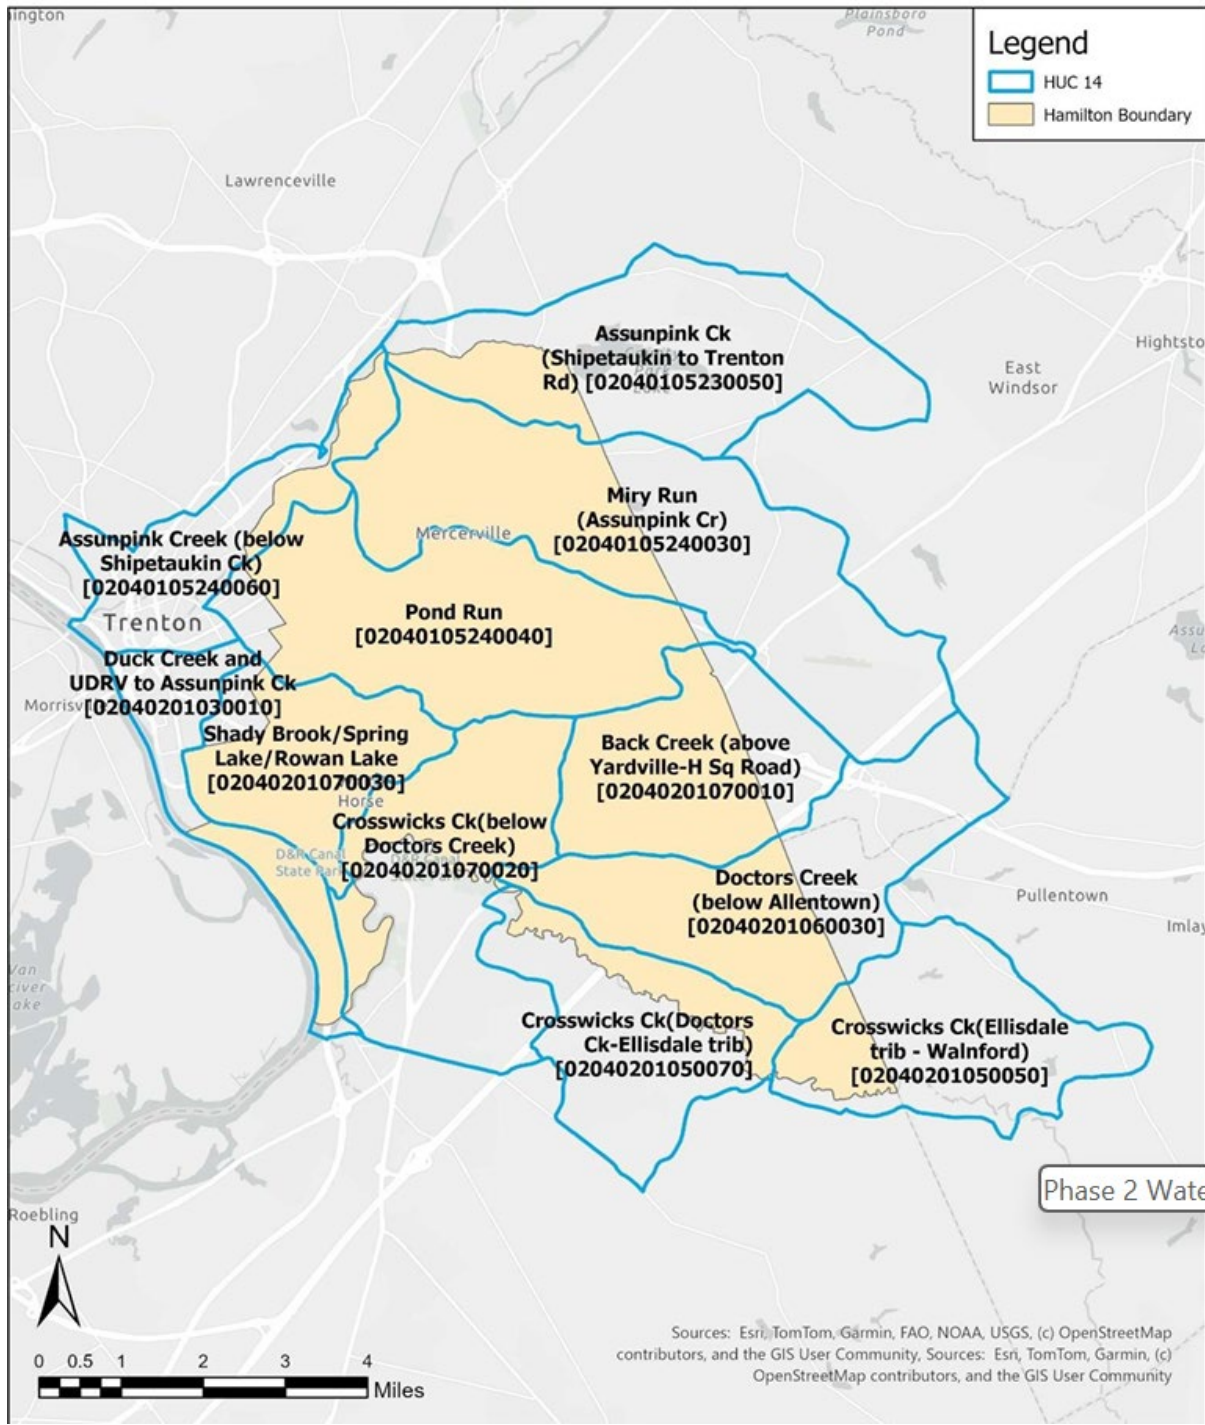 ington
Plainsboro
Pond
Legend
HUC 14
Hamilton Boundary
Lawrenceville
Assunpink Ck
(Shipetaukin to Trenton
Rd) [02040105230050]
Park
Hightsto
East
Windsor
Miry Run
(Assunpink Cr)
[02040105240030]
Mercerville
Assunpink Creek (below
Shipetaukin Ck)
[02040105240060]
Pond Run
[02040105240040]
Trenton
Assu
Duck Creek and
UDRV to Assunpink Ck
[02040201030010]
Morrisv
Shady Brook/Spring
Lake/Rowan Lake
[02040201070030]
Back Creek (above
Yardville-H Sq Road)
[02040201070010]
Horse
Crosswicks Ck(below
Doctors Creek)
[02040201070020]
D&R Canal
State Park
D&R Canal
Doctors Creek
(below Allentown)
[02040201060030]
Pullentown
Imlay
Van
Crosswicks Ck(Doctors
Ck-Ellisdale trib)
[02040201050070]
Crosswicks Ck(Ellisdale
trib - Walnford)
[02040201050050]
Phase 2 Wate
Roebling
N
0 0.5 1 2 3 4
Miles
Sources: Esri, TomTom, Garmin, FAO, NOAA, USGS, (c) OpenStreetMap
contributors, and the GIS User Community, Sources: Esri, TomTom, Garmin, (c)
OpenStreetMap contributors, and the GIS User Community